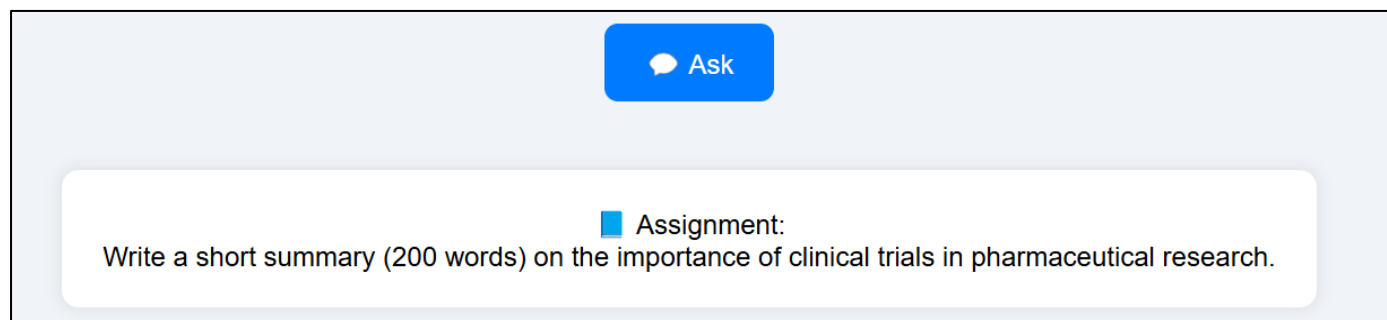 💬 Ask
📘 Assignment:
Write a short summary (200 words) on the importance of clinical trials in pharmaceutical research.